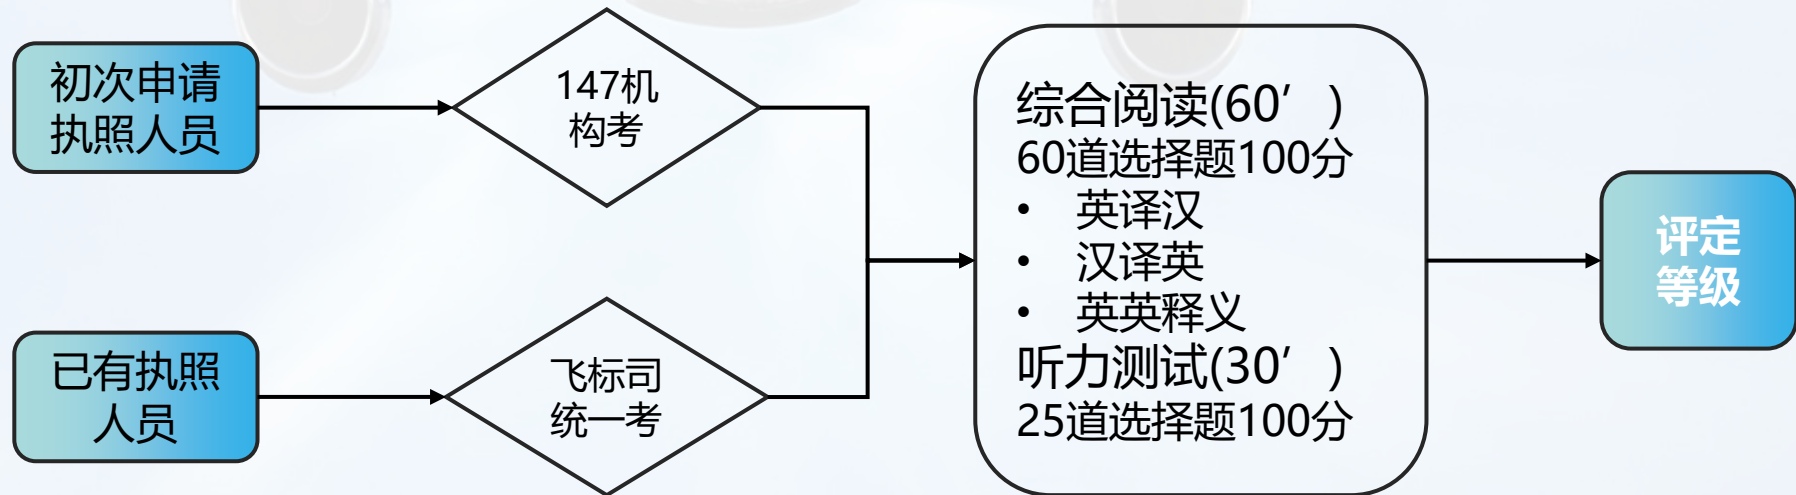 初次申请
执照人员
147机
构考
已有执照
人员
飞标司
统一考
综合阅读(60′)
60道选择题100分
• 英译汉
• 汉译英
• 英英释义
听力测试(30′)
25道选择题100分
评定
等级